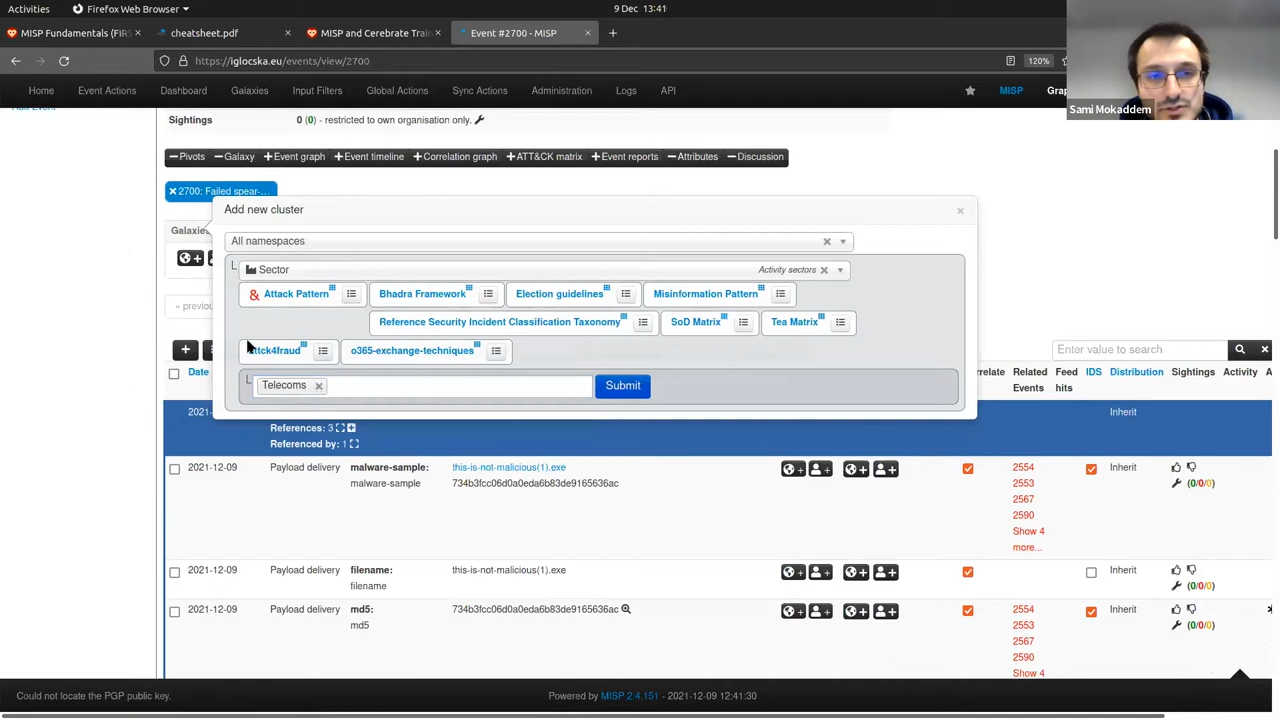 Activities Firefox Web Browser 9 Dec 13:41
MISP Fundamentals (FIRS × cheatsheet.pdf × MISP and Cerebrate Train × Event #2700 - MISP × +
https://iglocska.eu/events/view/2700 120%
Home Event Actions Dashboard Galaxies Input Filters Global Actions Sync Actions Administration Logs API MISP
Sami Mokaddem
Sightings 0 (0) - restricted to own organisation only.
−Pivots −Galaxy +Event graph +Event timeline +Correlation graph +ATT&CK matrix +Event reports −Attributes −Discussion
×2700: Failed spear-...
Add new cluster ×
Galaxies
All namespaces ×
Sector Activity sectors ×
& Attack Pattern Bhadra Framework Election guidelines Misinformation Pattern
Reference Security Incident Classification Taxonomy SoD Matrix Tea Matrix
o365-exchange-techniques
Telecoms × Submit
« previou
Enter value to search
Date Related Events Feed hits IDS Distribution Sightings Activity
References: 3
Referenced by: 1
Inherit
2021-12-09 Payload delivery malware-sample: this-is-not-malicious(1).exe 2554 Inherit
malware-sample 734b3fcc06d0a0eda6b83de9165636ac 2553 (0/0/0)
2567
2590
Show 4
more...
2021-12-09 Payload delivery filename: this-is-not-malicious(1).exe Inherit
filename (0/0/0)
2021-12-09 Payload delivery md5: 734b3fcc06d0a0eda6b83de9165636ac 2554 Inherit
md5 2553 (0/0/0)
2567
2590
Show 4
Could not locate the PGP public key. Powered by MISP 2.4.151 - 2021-12-09 12:41:30